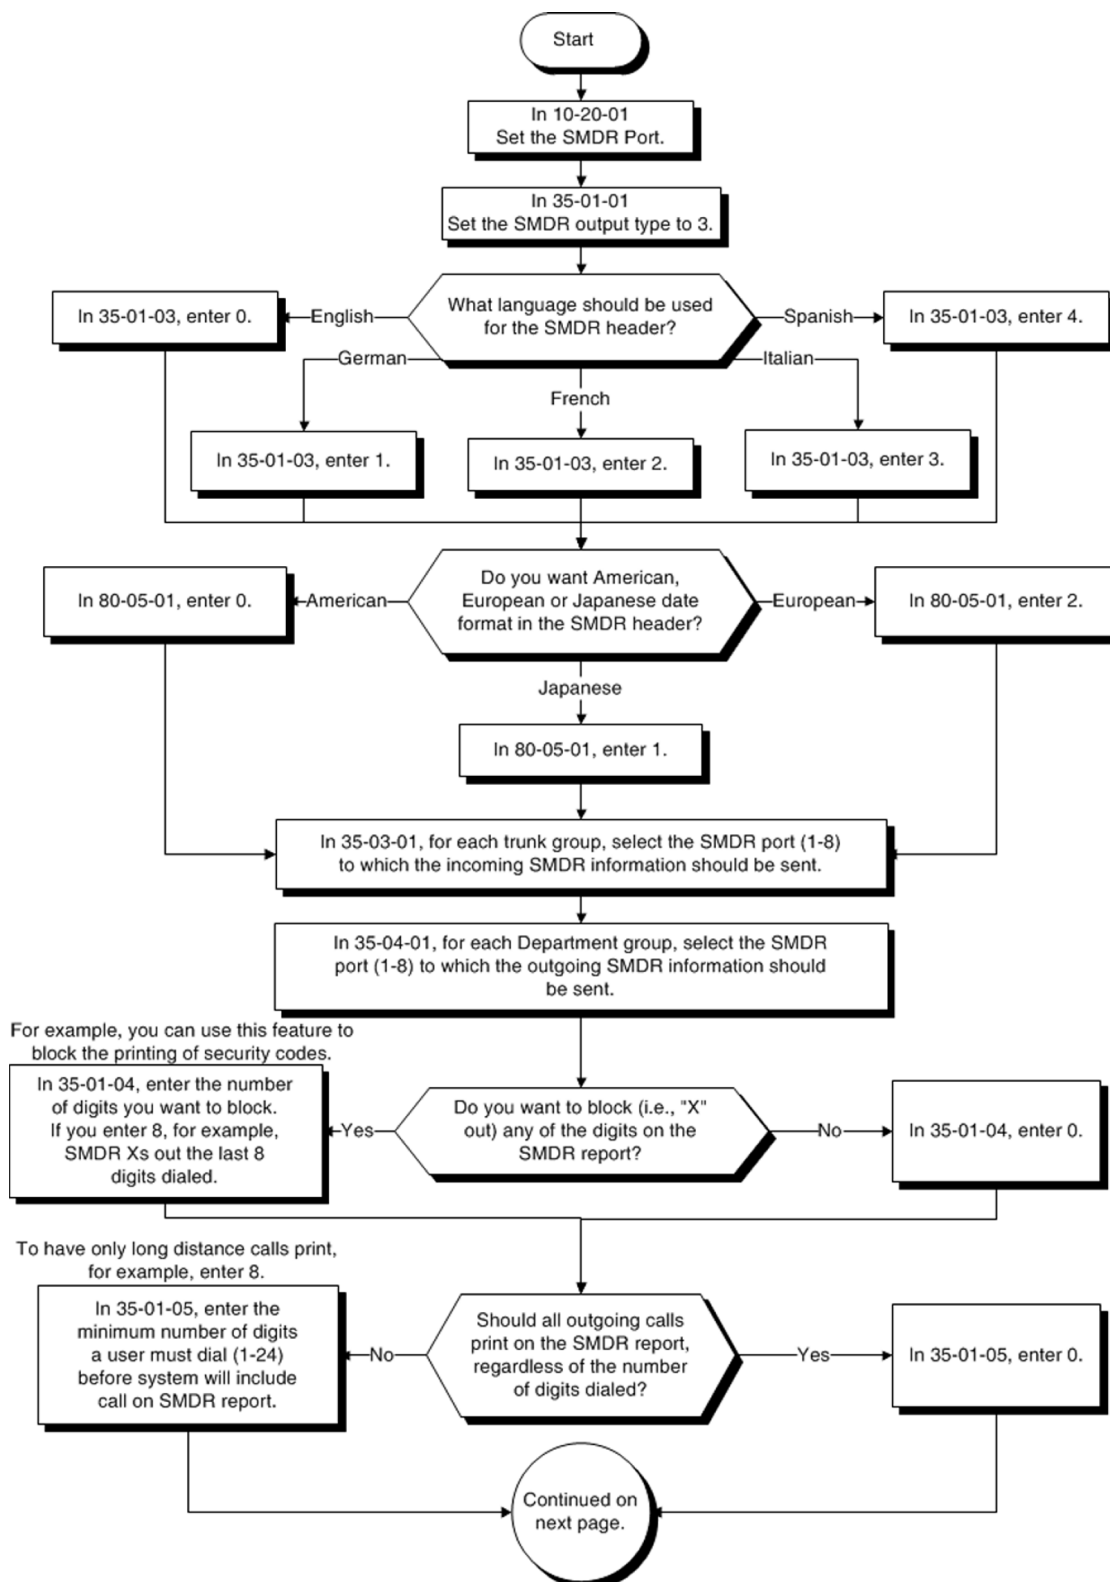 Start
In 10-20-01
Set the SMDR Port.
In 35-01-01
Set the SMDR output type to 3.
What language should be used
for the SMDR header?
English
In 35-01-03, enter 0.
Spanish
In 35-01-03, enter 4.
German
Italian
French
In 35-01-03, enter 1.
In 35-01-03, enter 2.
In 35-01-03, enter 3.
Do you want American,
European or Japanese date
format in the SMDR header?
American
In 80-05-01, enter 0.
European
In 80-05-01, enter 2.
Japanese
In 80-05-01, enter 1.
In 35-03-01, for each trunk group, select the SMDR port (1-8)
to which the incoming SMDR information should be sent.
In 35-04-01, for each Department group, select the SMDR
port (1-8) to which the outgoing SMDR information should
be sent.
For example, you can use this feature to
block the printing of security codes.
In 35-01-04, enter the number
of digits you want to block.
If you enter 8, for example,
SMDR Xs out the last 8
digits dialed.
Yes
Do you want to block (i.e., "X"
out) any of the digits on the
SMDR report?
No
In 35-01-04, enter 0.
To have only long distance calls print,
for example, enter 8.
In 35-01-05, enter the
minimum number of digits
a user must dial (1-24)
before system will include
call on SMDR report.
No
Should all outgoing calls
print on the SMDR report,
regardless of the number
of digits dialed?
Yes
In 35-01-05, enter 0.
Continued on
next page.